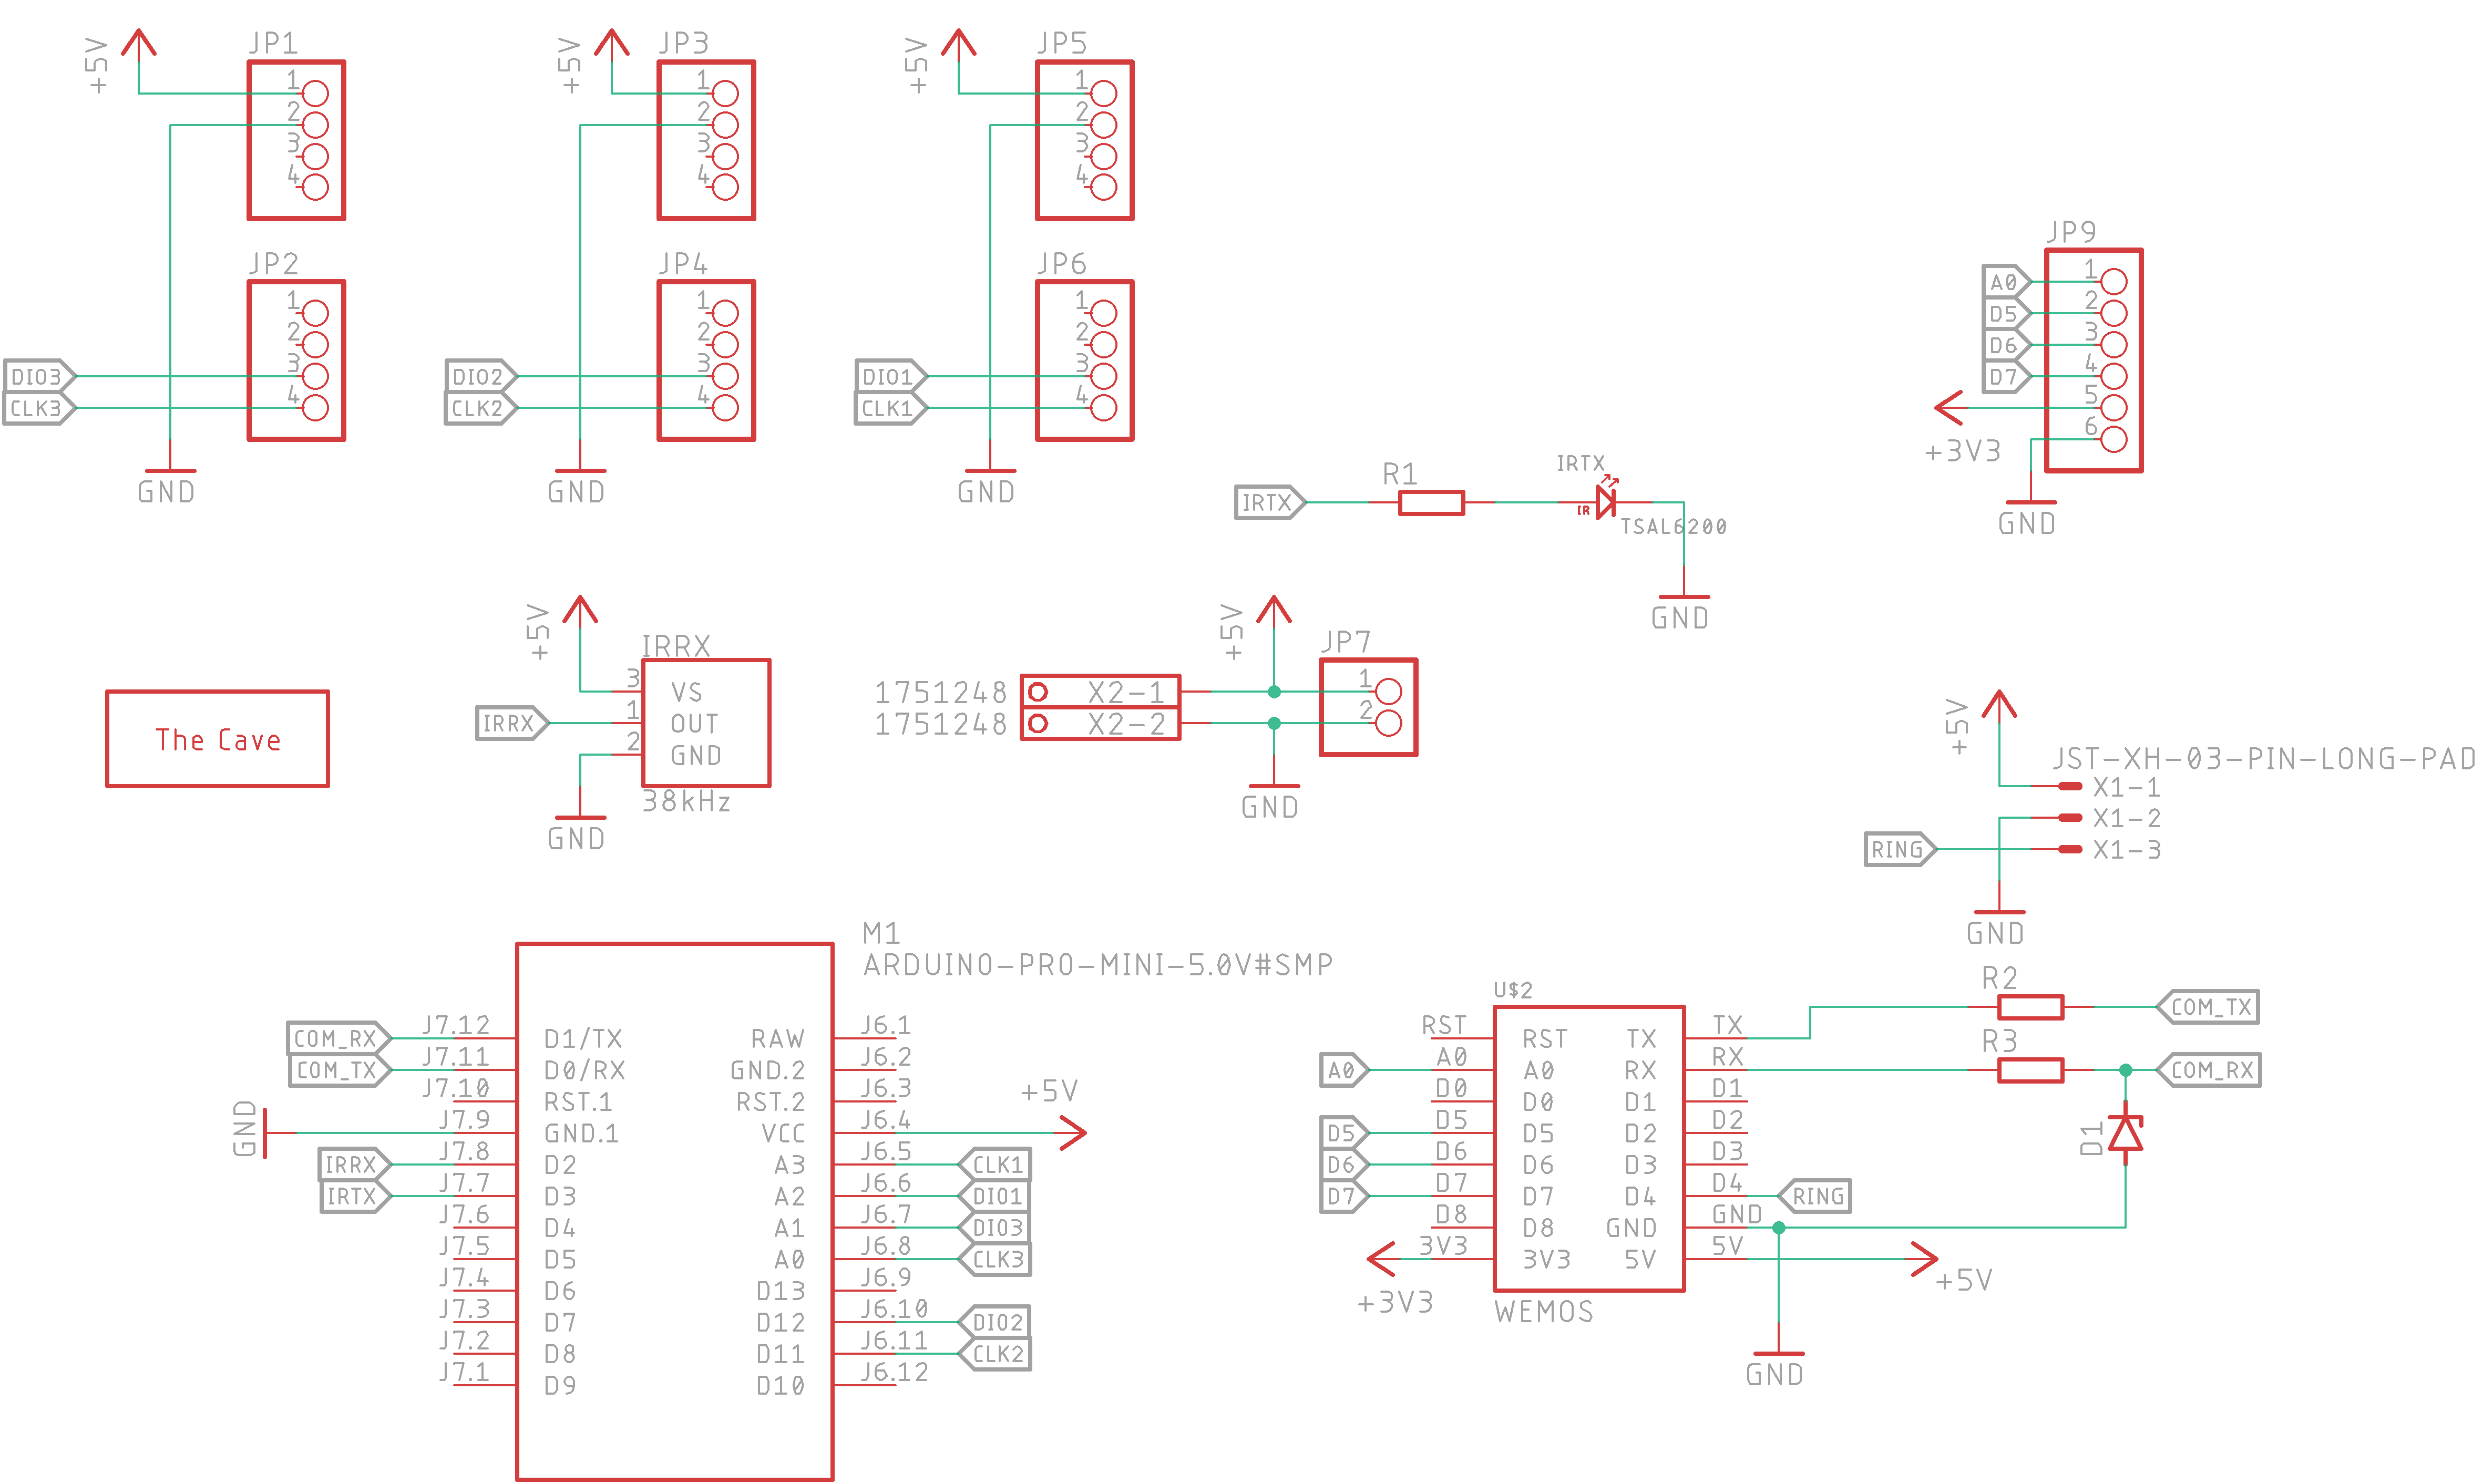 +5V
JP1
1
2
3
4
JP2
1
2
3
4
DIO3
CLK3
GND
+5V
JP3
1
2
3
4
JP4
1
2
3
4
DIO2
CLK2
GND
+5V
JP5
1
2
3
4
JP6
1
2
3
4
DIO1
CLK1
GND
IRTX
R1
IRTX
IR
TSAL6200
GND
JP9
A0
D5
D6
D7
1
2
3
4
5
6
+3V3
GND
The Cave
+5V
IRRX
3
VS
IRRX
1
OUT
2
GND
38kHz
GND
+5V
JP7
1751248
X2-1
1
1751248
X2-2
2
GND
+5V
JST-XH-03-PIN-LONG-PAD
X1-1
X1-2
RING
X1-3
GND
M1
ARDUINO-PRO-MINI-5.0V#SMP
COM_RX
J7.12
D1/TX
RAW
J6.1
COM_TX
J7.11
D0/RX
GND.2
J6.2
J7.10
RST.1
RST.2
J6.3
GND
J7.9
GND.1
VCC
J6.4
+5V
IRRX
J7.8
D2
A3
J6.5
CLK1
IRTX
J7.7
D3
A2
J6.6
DIO1
J7.6
D4
A1
J6.7
DIO3
J7.5
D5
A0
J6.8
CLK3
J7.4
D6
D13
J6.9
J7.3
D7
D12
J6.10
DIO2
J7.2
D8
D11
J6.11
CLK2
J7.1
D9
D10
J6.12
U$2
RST
RST
TX
TX
R2
COM_TX
A0
A0
A0
RX
RX
R3
COM_RX
D0
D0
D1
D1
D5
D5
D5
D2
D2
D1
D6
D6
D6
D3
D3
D7
D7
D7
D4
D4
RING
D8
D8
GND
GND
3V3
3V3
5V
5V
+3V3
+5V
WEMOS
GND